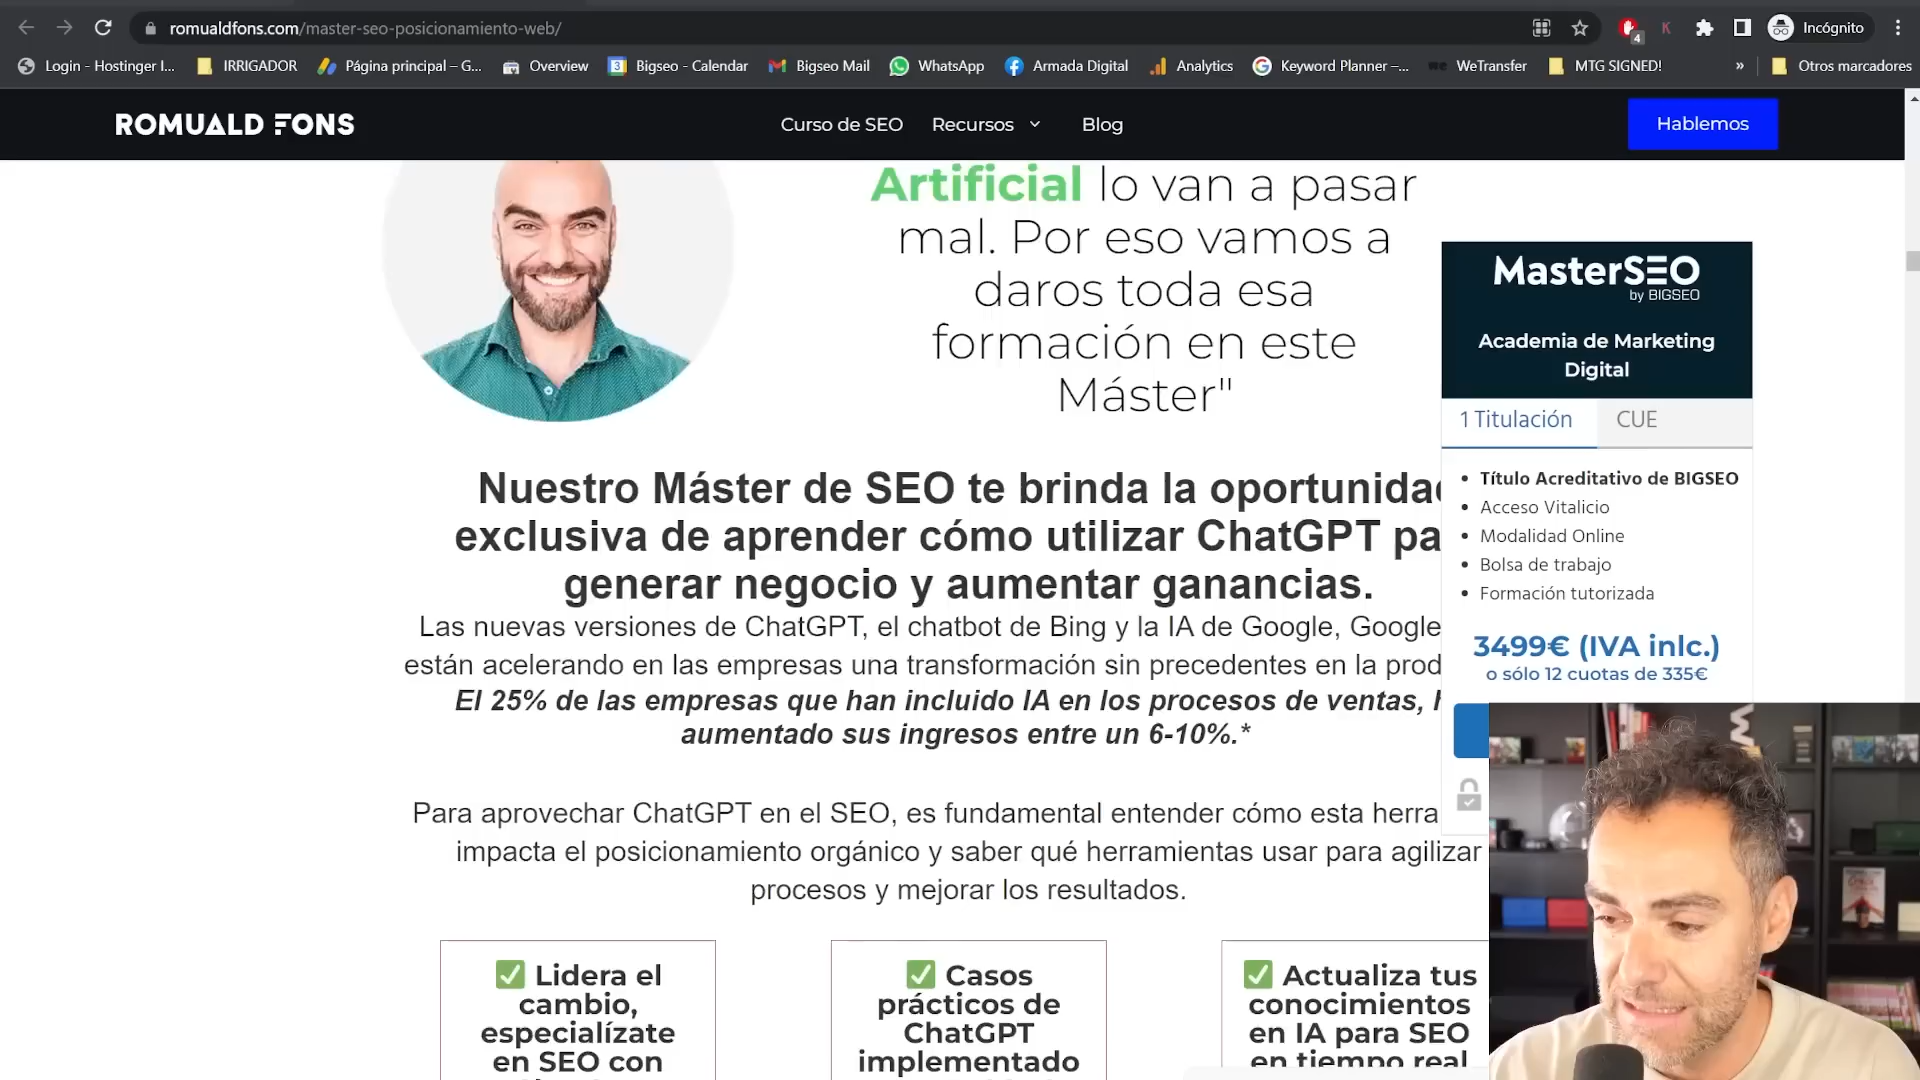 romualdfons.com/master-seo-posicionamiento-web/
4
K
Incógnito
Login - Hostinger I...
IRRIGADOR
Página principal – G...
Overview
3
Bigseo - Calendar
Bigseo Mail
WhatsApp
Armada Digital
Analytics
Keyword Planner –...
WeTransfer
MTG SIGNED!
»
Otros marcadores
ROMUALD FONS
Curso de SEO
Recursos
Blog
Hablemos
Artificial lo van a pasar
mal. Por eso vamos a
daros toda esa
formación en este
Máster"
MasterSEO
by BIGSEO
Academia de Marketing
Digital
1 Titulación
CUE
• Título Acreditativo de BIGSEO
• Acceso Vitalicio
• Modalidad Online
• Bolsa de trabajo
• Formación tutorizada
3499€ (IVA inlc.)
o sólo 12 cuotas de 335€
Nuestro Máster de SEO te brinda la oportunidad
exclusiva de aprender cómo utilizar ChatGPT pa
generar negocio y aumentar ganancias.
Las nuevas versiones de ChatGPT, el chatbot de Bing y la IA de Google, Google
están acelerando en las empresas una transformación sin precedentes en la prod
El 25% de las empresas que han incluido IA en los procesos de ventas, h
aumentado sus ingresos entre un 6-10%.*
Para aprovechar ChatGPT en el SEO, es fundamental entender cómo esta herra
impacta el posicionamiento orgánico y saber qué herramientas usar para agilizar
procesos y mejorar los resultados.
✅ Lidera el
cambio,
especialízate
en SEO con
✅ Casos
prácticos de
ChatGPT
implementado
✅ Actualiza tus
conocimientos
en IA para SEO
en tiempo real